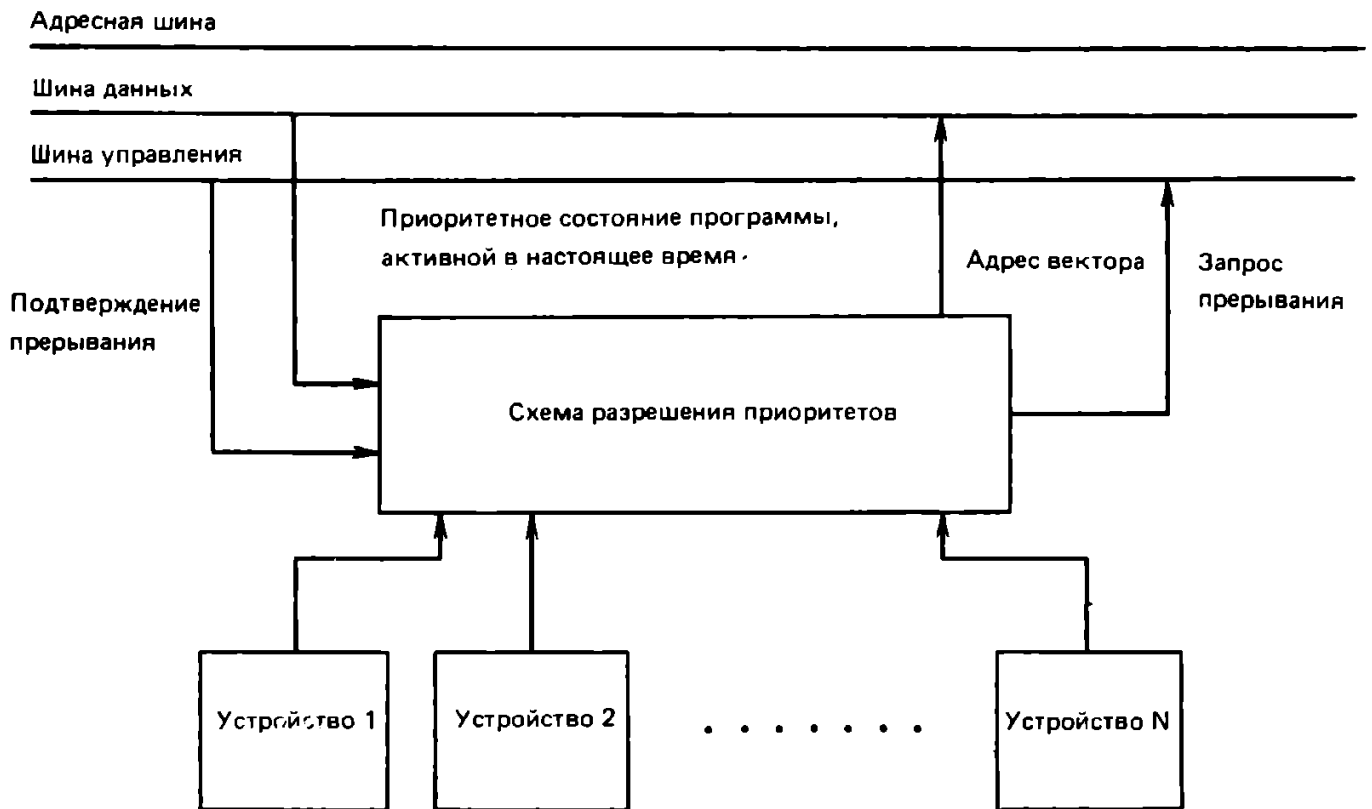 Адресная шина
Шина данных
Шина управления
Приоритетное состояние программы,
активной в настоящее время
Адрес вектора
Запрос
прерывания
Подтверждение
прерывания
Схема разрешения приоритетов
Устройство 1
Устройство 2
. . . . . . .
Устройство N